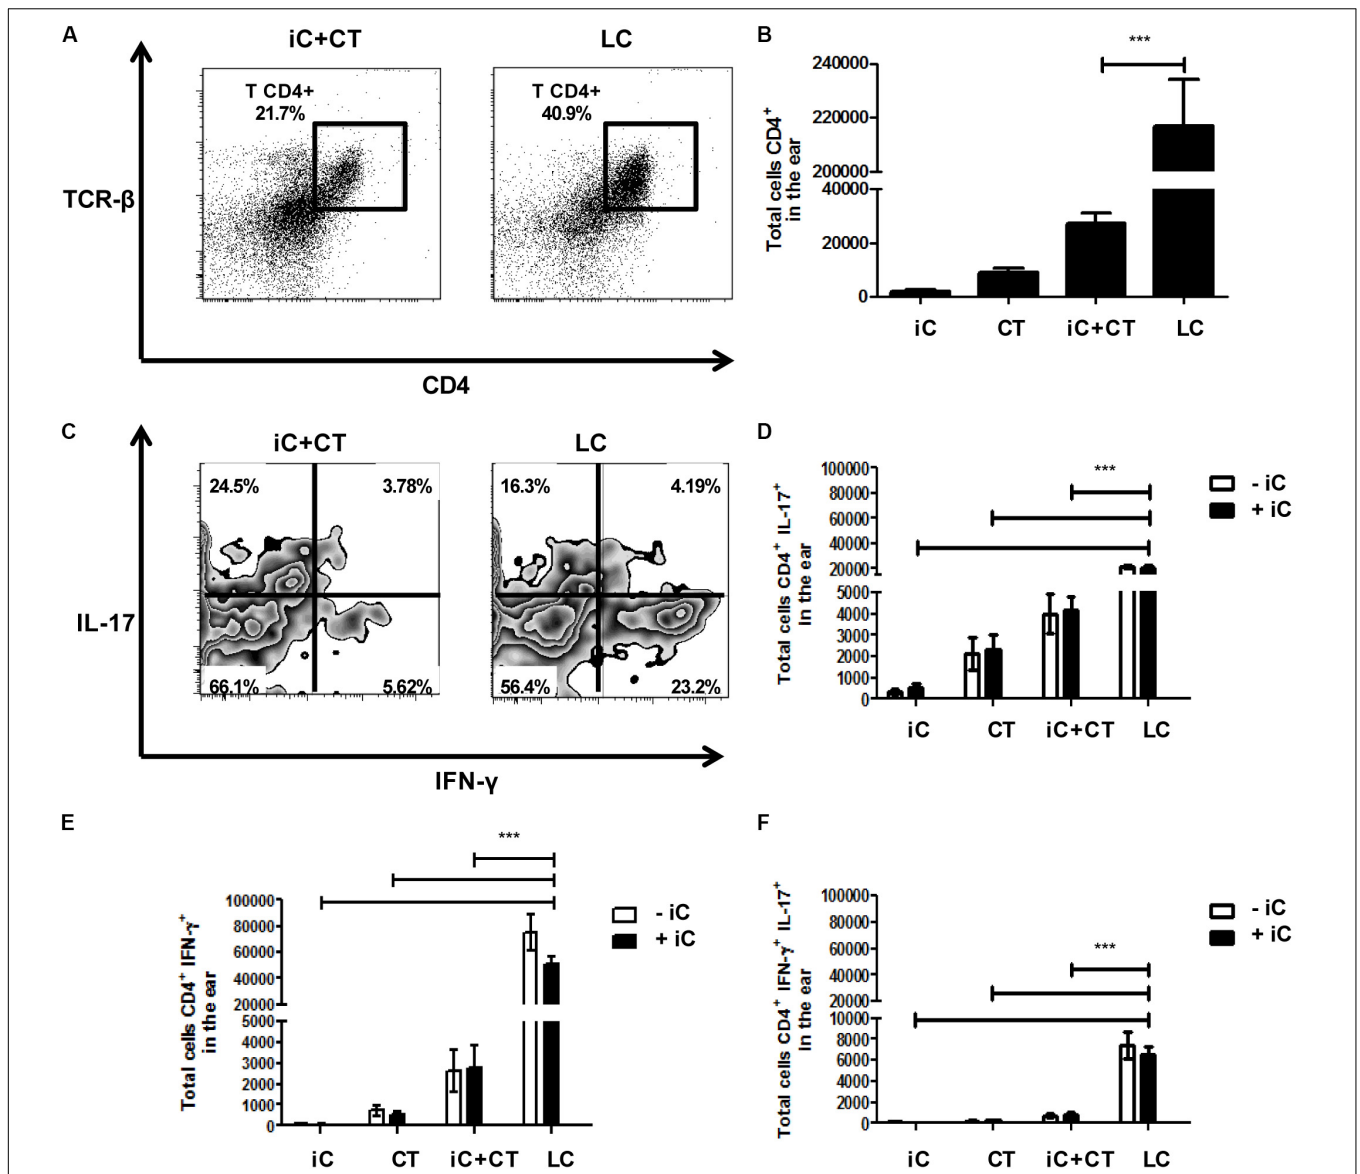 A
iC+CT
LC
TCR-β
T CD4+
21.7%
T CD4+
40.9%
CD4
B
***
Total cells CD4⁺
in the ear
240000
220000
200000
40000
20000
0
iC
CT
iC+CT
LC
C
iC+CT
LC
IL-17
24.5%
3.78%
66.1%
5.62%
16.3%
4.19%
56.4%
23.2%
IFN-γ
D
***
Total cells CD4⁺ IL-17⁺
In the ear
100000
80000
60000
40000
20000
5000
4000
3000
2000
1000
0
iC
CT
iC+CT
LC
- iC
+ iC
E
***
Total cells CD4⁺ IFN-γ⁺
in the ear
100000
80000
60000
40000
20000
5000
4000
3000
2000
1000
0
iC
CT
iC+CT
LC
- iC
+ iC
F
***
Total cells CD4⁺ IFN-γ⁺ IL-17⁺
In the ear
100000
80000
60000
40000
20000
10000
8000
6000
4000
2000
0
iC
CT
iC+CT
LC
- iC
+ iC